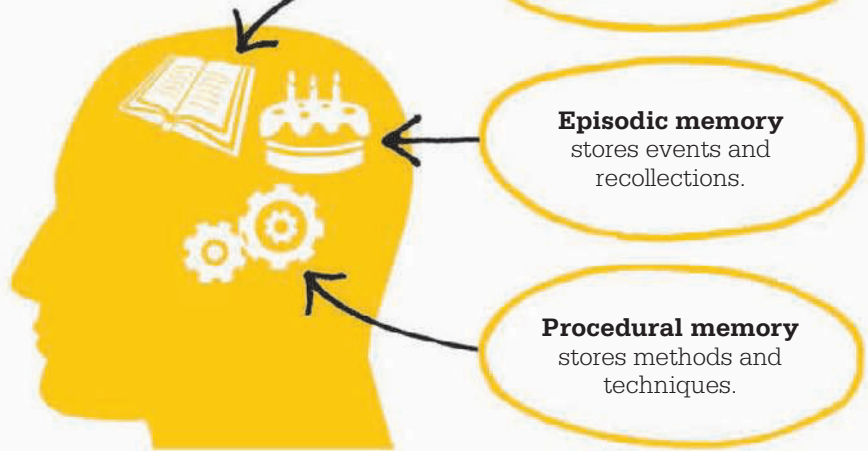 Episodic memory
stores events and
recollections.
Procedural memory
stores methods and
techniques.